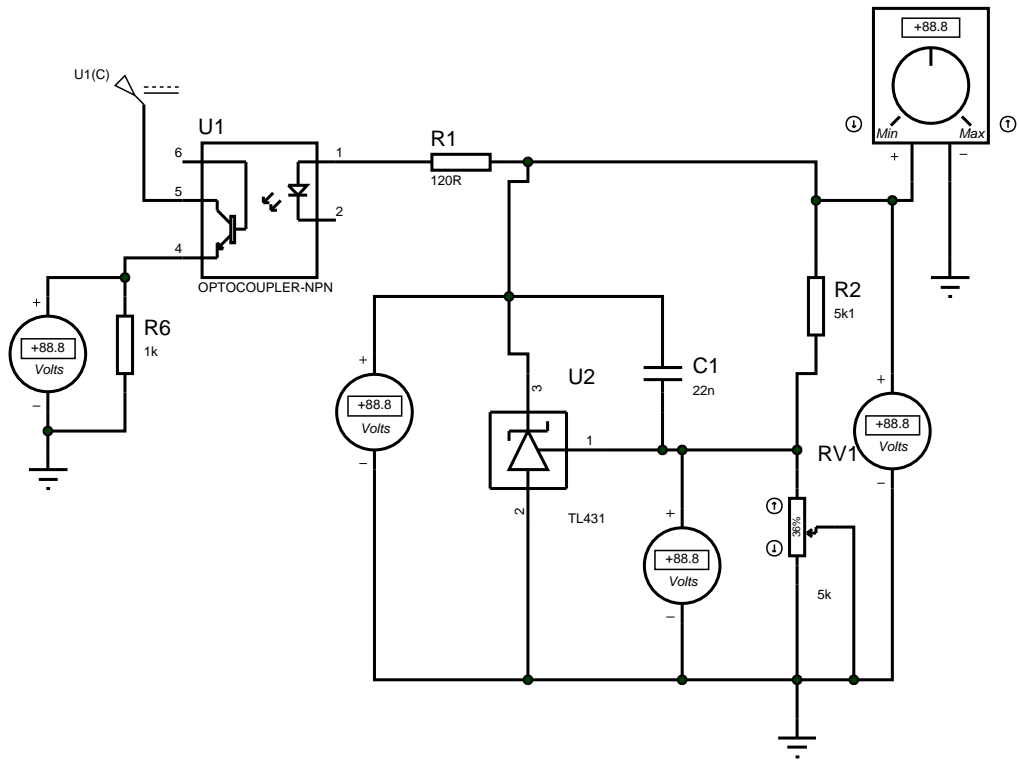 +88.8
Min
Max
+
−
U1(C)
U1
6
5
4
1
2
OPTOCOUPLER-NPN
R1
120R
R6
1k
+
+88.8
Volts
−
+
+88.8
Volts
−
U2
3
1
2
TL431
C1
22n
R2
5k1
+
+88.8
Volts
−
RV1
36%
5k
+
+88.8
Volts
−